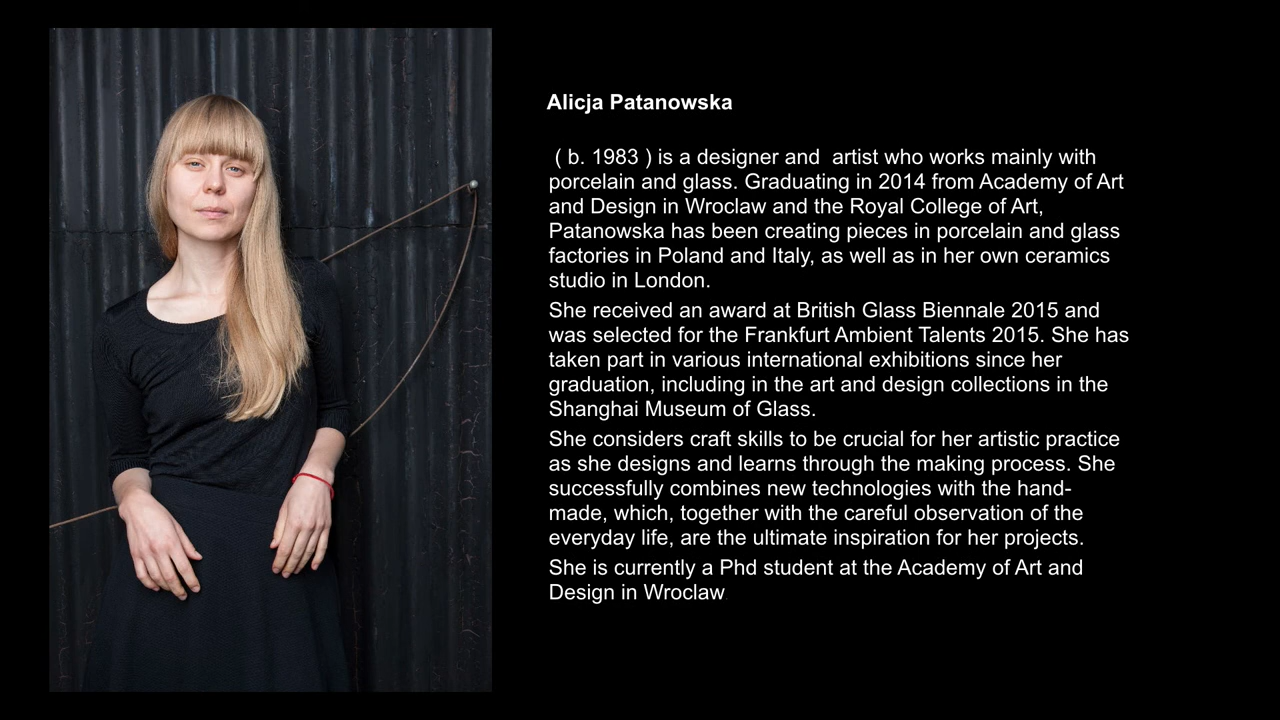 Alicja Patanowska
( b. 1983 ) is a designer and  artist who works mainly with
porcelain and glass. Graduating in 2014 from Academy of Art
and Design in Wroclaw and the Royal College of Art,
Patanowska has been creating pieces in porcelain and glass
factories in Poland and Italy, as well as in her own ceramics
studio in London.
She received an award at British Glass Biennale 2015 and
was selected for the Frankfurt Ambient Talents 2015. She has
taken part in various international exhibitions since her
graduation, including in the art and design collections in the
Shanghai Museum of Glass.
She considers craft skills to be crucial for her artistic practice
as she designs and learns through the making process. She
successfully combines new technologies with the hand-
made, which, together with the careful observation of the
everyday life, are the ultimate inspiration for her projects.
She is currently a Phd student at the Academy of Art and
Design in Wroclaw